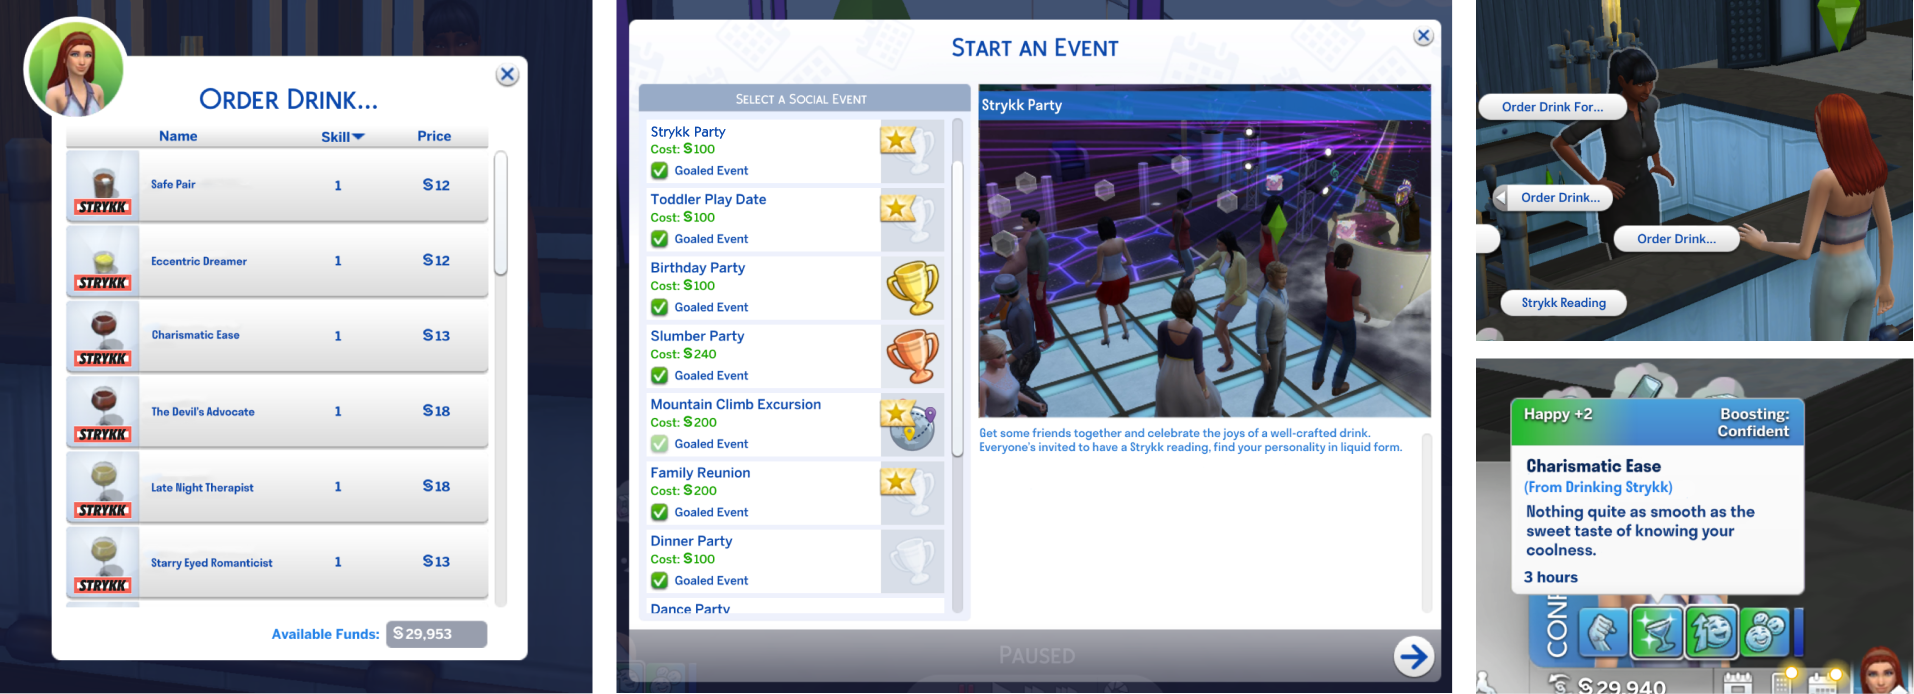 ORDER DRINK...
Name Skill Price
STRYKK Safe Pair 1 §12
STRYKK Eccentric Dreamer 1 §12
STRYKK Charismatic Ease 1 §13
STRYKK The Devil's Advocate 1 §18
STRYKK Late Night Therapist 1 §18
STRYKK Starry Eyed Romanticist 1 §13
Available Funds: §29,953
START AN EVENT
SELECT A SOCIAL EVENT
Strykk Party
Cost: §100
Goaled Event
Toddler Play Date
Cost: §100
Goaled Event
Birthday Party
Cost: §100
Goaled Event
Slumber Party
Cost: §240
Goaled Event
Mountain Climb Excursion
Cost: §200
Goaled Event
Family Reunion
Cost: §200
Goaled Event
Dinner Party
Cost: §100
Goaled Event
Dance Party
Strykk Party
Get some friends together and celebrate the joys of a well-crafted drink.
Everyone's invited to have a Strykk reading, find your personality in liquid form.
PAUSED
Order Drink For...
Order Drink...
Order Drink...
Strykk Reading
Happy +2 Boosting:
Confident
Charismatic Ease
(From Drinking Strykk)
Nothing quite as smooth as the
sweet taste of knowing your
coolness.
3 hours
CONF
§29,940